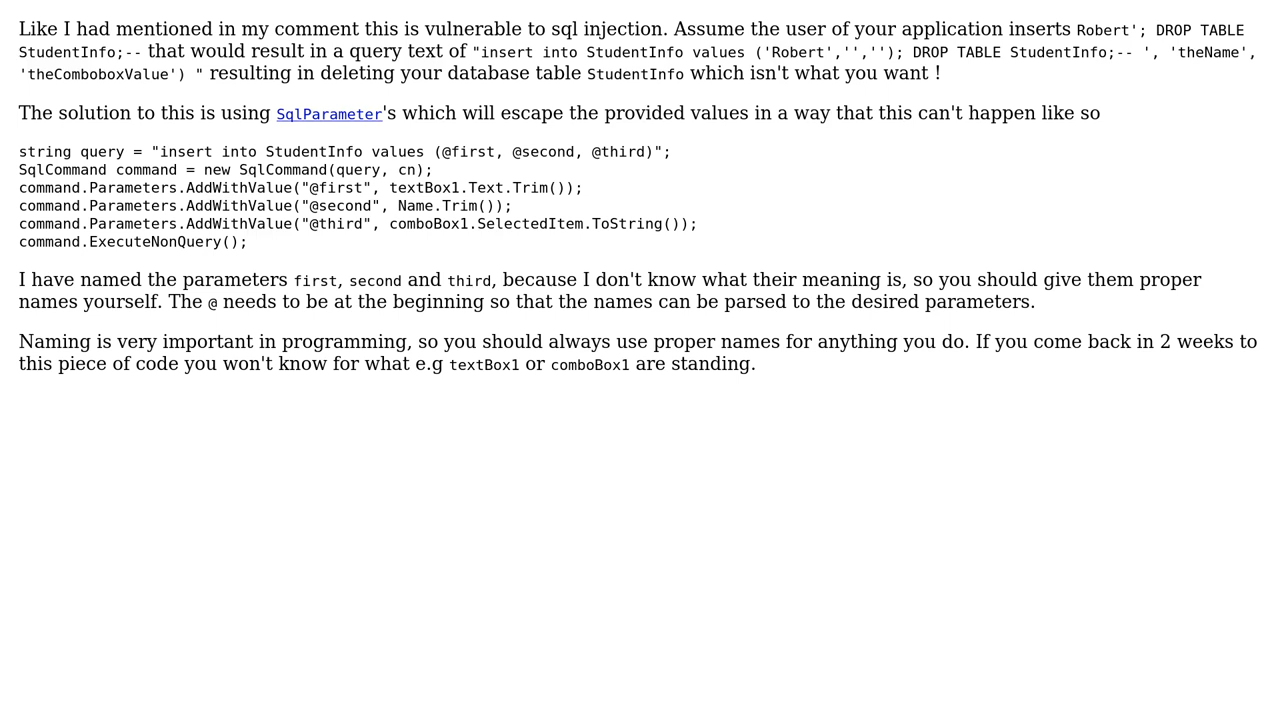 Like I had mentioned in my comment this is vulnerable to sql injection. Assume the user of your application inserts Robert'; DROP TABLE
StudentInfo;-- that would result in a query text of "insert into StudentInfo values ('Robert','',''); DROP TABLE StudentInfo;-- ', 'theName',
'theComboboxValue') " resulting in deleting your database table StudentInfo which isn't what you want !
The solution to this is using SqlParameter's which will escape the provided values in a way that this can't happen like so
string query = "insert into StudentInfo values (@first, @second, @third)";
SqlCommand command = new SqlCommand(query, cn);
command.Parameters.AddWithValue("@first", textBox1.Text.Trim());
command.Parameters.AddWithValue("@second", Name.Trim());
command.Parameters.AddWithValue("@third", comboBox1.SelectedItem.ToString());
command.ExecuteNonQuery();
I have named the parameters first, second and third, because I don't know what their meaning is, so you should give them proper
names yourself. The @ needs to be at the beginning so that the names can be parsed to the desired parameters.
Naming is very important in programming, so you should always use proper names for anything you do. If you come back in 2 weeks to
this piece of code you won't know for what e.g textBox1 or comboBox1 are standing.